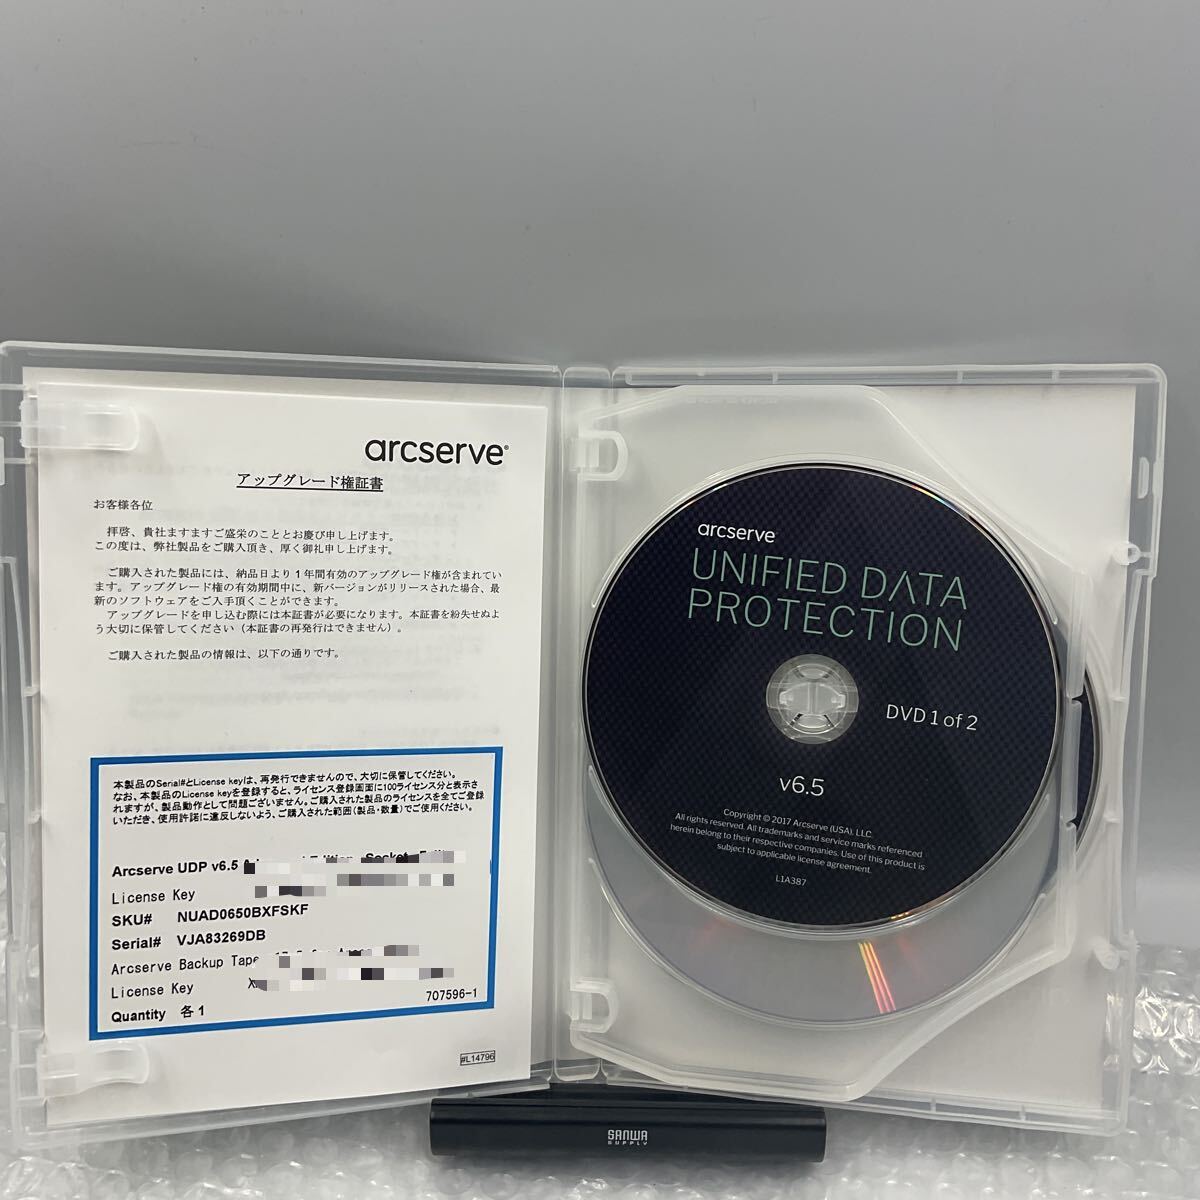 arcserve®
アップグレード権証書
お客様各位
拝啓、貴社ますますご盛栄のこととお慶び申し上げます。
この度は、弊社製品をご購入頂き、厚く御礼申し上げます。
ご購入された製品には、納品日より1年間有効のアップグレード権が含まれてい
ます。アップグレード権の有効期間中に、新バージョンがリリースされた場合、最
新のソフトウェアをご入手頂くことができます。
アップグレードを申し込む際には本証書が必要になります。本証書を紛失せぬよ
う大切に保管してください（本証書の再発行はできません）。
ご購入された製品の情報は、以下の通りです。
本製品のSerial#とLicense keyは、再発行できませんので、大切に保管してください。
なお、本製品のLicense keyを登録すると、ライセンス登録画面に100ライセンス分と表示さ
れますが、製品動作として問題ございません。ご購入された製品のライセンスを全てご登録
いただき、使用許諾に違反しないよう、ご購入された範囲(製品・数量)でご使用ください。
Arcserve UDP v6.5
License Key
SKU# NUAD0650BXFSKF
Serial# VJA83269DB
Arcserve Backup Tape
License Key
707596-1
Quantity 各1
#L14796
arcserve
UNIFIED DATA
PROTECTION
DVD 1 of 2
v6.5
Copyright © 2017 Arcserve (USA), LLC.
All rights reserved. All trademarks and service marks referenced
herein belong to their respective companies. Use of this product is
subject to applicable license agreement.
L1A387
SANWA
SUPPLY